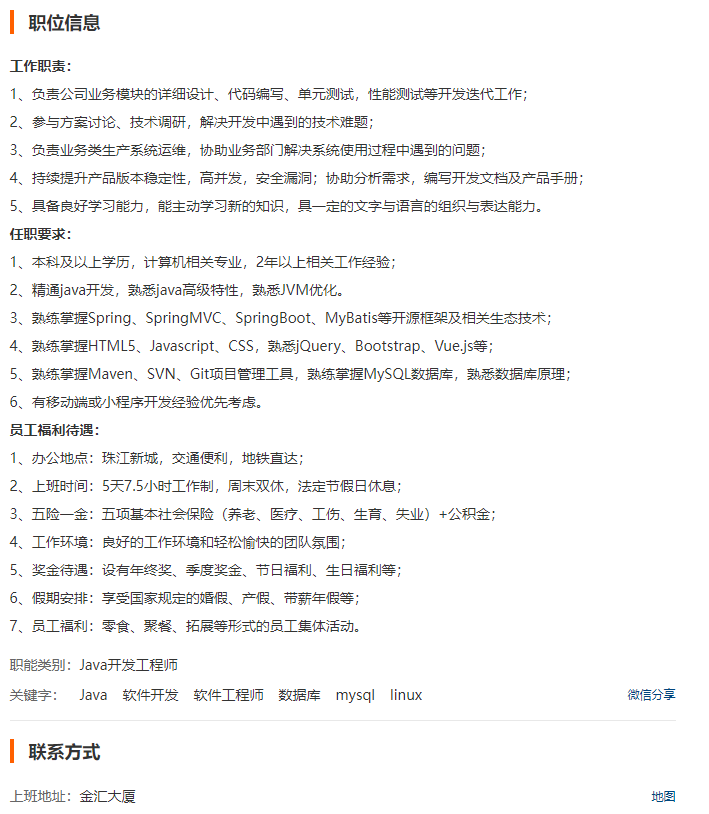 职位信息
工作职责：
1、负责公司业务模块的详细设计、代码编写、单元测试，性能测试等开发迭代工作；
2、参与方案讨论、技术调研，解决开发中遇到的技术难题；
3、负责业务类生产系统运维，协助业务部门解决系统使用过程中遇到的问题；
4、持续提升产品版本稳定性，高并发，安全漏洞；协助分析需求，编写开发文档及产品手册；
5、具备良好学习能力，能主动学习新的知识，具一定的文字与语言的组织与表达能力。
任职要求：
1、本科及以上学历，计算机相关专业，2年以上相关工作经验；
2、精通java开发，熟悉java高级特性，熟悉JVM优化。
3、熟练掌握Spring、SpringMVC、SpringBoot、MyBatis等开源框架及相关生态技术；
4、熟练掌握HTML5、Javascript、CSS，熟悉jQuery、Bootstrap、Vue.js等；
5、熟练掌握Maven、SVN、Git项目管理工具，熟练掌握MySQL数据库，熟悉数据库原理；
6、有移动端或小程序开发经验优先考虑。
员工福利待遇：
1、办公地点：珠江新城，交通便利，地铁直达；
2、上班时间：5天7.5小时工作制，周末双休，法定节假日休息；
3、五险一金：五项基本社会保险（养老、医疗、工伤、生育、失业）+公积金；
4、工作环境：良好的工作环境和轻松愉快的团队氛围；
5、奖金待遇：设有年终奖、季度奖金、节日福利、生日福利等；
6、假期安排：享受国家规定的婚假、产假、带薪年假等；
7、员工福利：零食、聚餐、拓展等形式的员工集体活动。
职能类别：Java开发工程师
关键字： Java 软件开发 软件工程师 数据库 mysql linux 微信分享
联系方式
上班地址：金汇大厦 地图